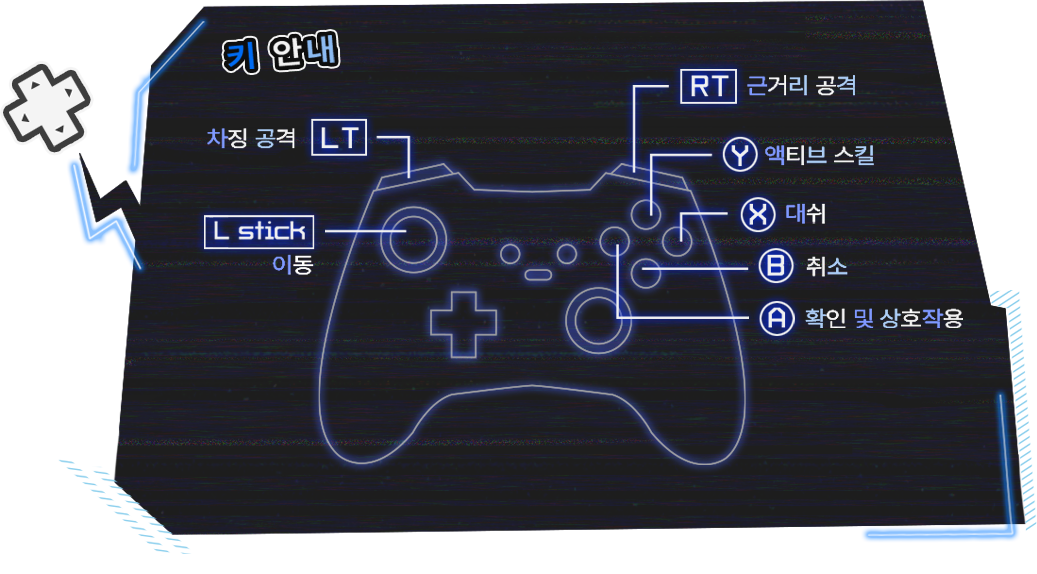 키 안내
차징 공격 LT
L stick
이동
RT 근거리 공격
Y 액티브 스킬
X 대쉬
B 취소
A 확인 및 상호작용